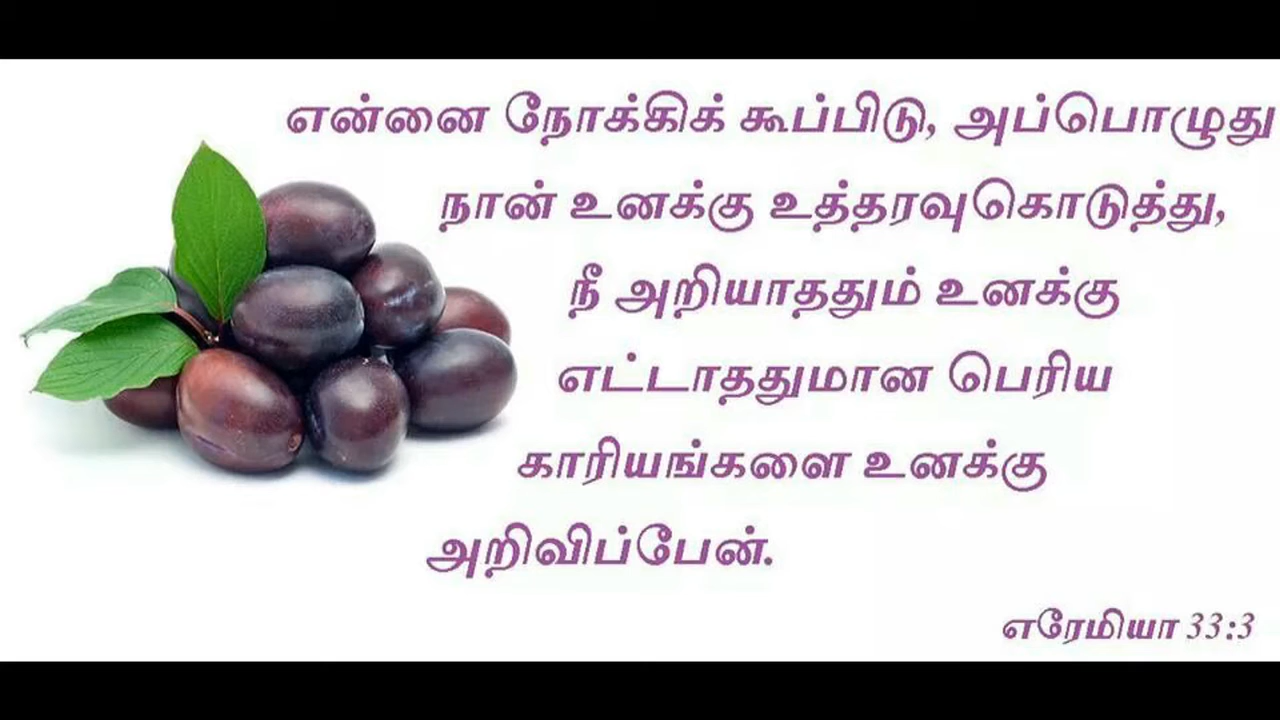 என்னை நோக்கிக் கூப்பிடு, அப்பொழுது
நான் உனக்கு உத்தரவுகொடுத்து,
நீ அறியாததும் உனக்கு
எட்டாததுமான பெரிய
காரியங்களை உனக்கு
அறிவிப்பேன்.
எரேமியா 33:3